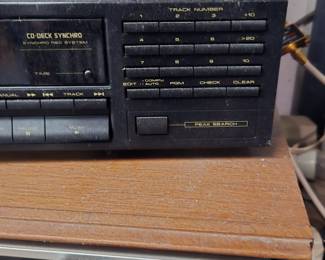 TRACK NUMBER
1 2 3 +10
CD·DECK SYNCHRO
SYNCHRO REC SYSTEM
4 5 6 >20
TIME
7 8 9 10
EDIT -COMPU -AUTO PGM CHECK CLEAR
MANUAL ▶▶ I◀◀ TRACK ▶▶I
PEAK SEARCH